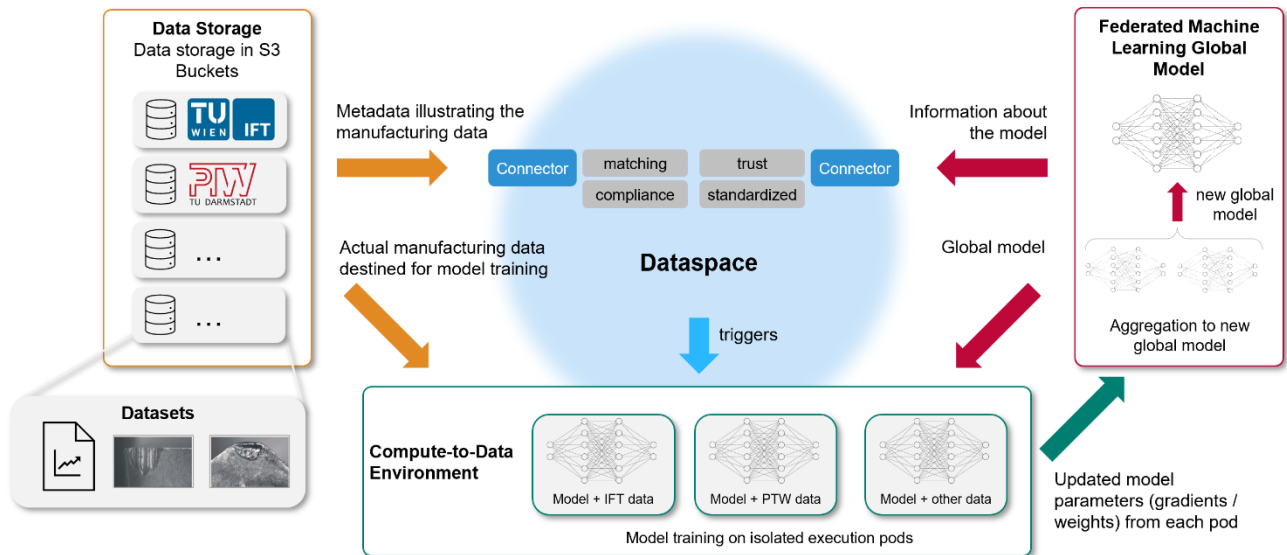 Data Storage
Data storage in S3
Buckets
TU
WIEN
IFT
PTW
TU DARMSTADT
...
...
Datasets
Metadata illustrating the
manufacturing data
Actual manufacturing data
destined for model training
Connector
matching
trust
Connector
compliance
standardized
Dataspace
triggers
Information about
the model
Global model
Federated Machine
Learning Global
Model
new global
model
Aggregation to new
global model
Compute-to-Data
Environment
Model + IFT data
Model + PTW data
Model + other data
Model training on isolated execution pods
Updated model
parameters (gradients /
weights) from each pod